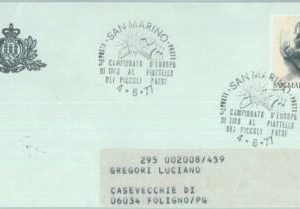 SAN MARINO
CAMPIONATO D'EUROPA
DI TIRO AL PIATTELLO
DEI PICCOLI PAESI
4-6-77
SAN MARINO
CAMPIONATO D'EUROPA
DI TIRO AL PIATTELLO
DEI PICCOLI PAESI
4-6-77
295 002008/459
GREGORI LUCIANO
CASEVECCHIE DI
06034 FOLIGNO/PG